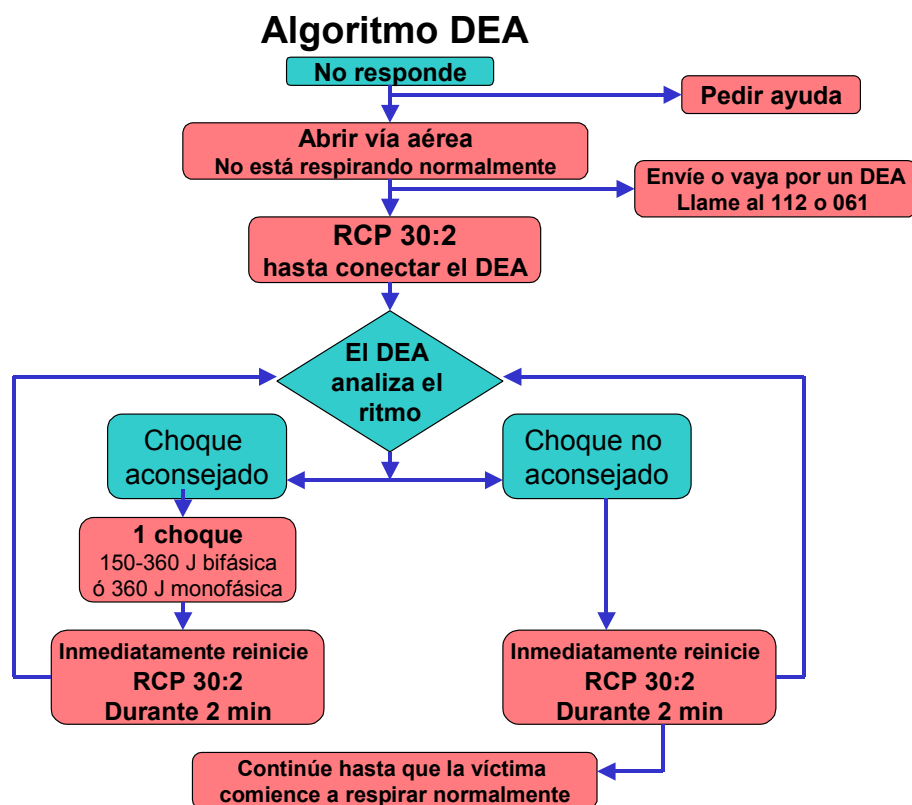 Algoritmo DEA
No responde
Pedir ayuda
Abrir vía aérea
No está respirando normalmente
Envíe o vaya por un DEA
Llame al 112 o 061
RCP 30:2
hasta conectar el DEA
El DEA
analiza el
ritmo
Choque
aconsejado
Choque no
aconsejado
1 choque
150-360 J bifásica
ó 360 J monofásica
Inmediatamente reinicie
RCP 30:2
Durante 2 min
Inmediatamente reinicie
RCP 30:2
Durante 2 min
Continúe hasta que la víctima
comience a respirar normalmente